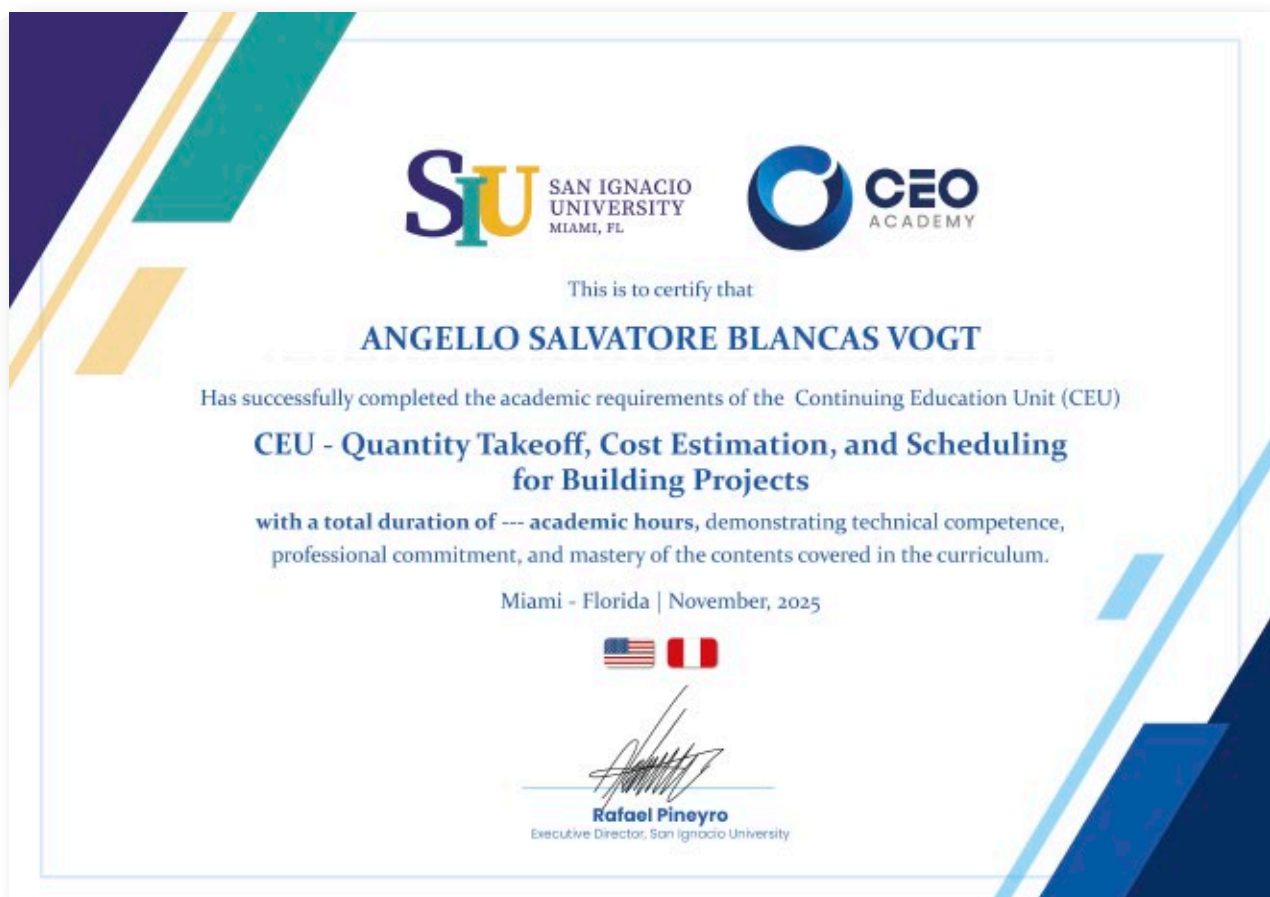 SIU
SAN IGNACIO
UNIVERSITY
MIAMI, FL
CEO
ACADEMY
This is to certify that
ANGELLO SALVATORE BLANCAS VOGT
Has successfully completed the academic requirements of the Continuing Education Unit (CEU)
CEU - Quantity Takeoff, Cost Estimation, and Scheduling
for Building Projects
with a total duration of --- academic hours, demonstrating technical competence,
professional commitment, and mastery of the contents covered in the curriculum.
Miami - Florida | November, 2025
Rafael Pineyro
Executive Director, San Ignacio University